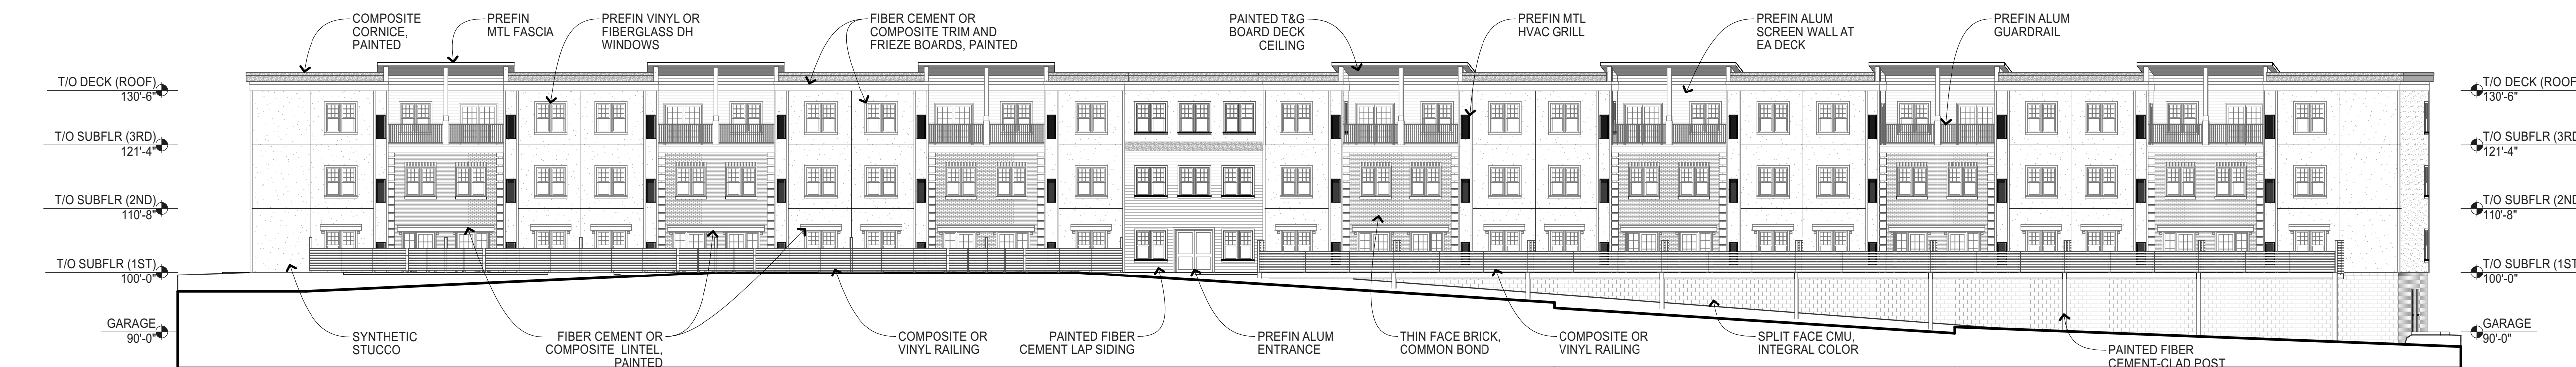 COMPOSITE
CORNICE,
PAINTED
PREFIN
MTL FASCIA
PREFIN VINYL OR
FIBERGLASS DH
WINDOWS
FIBER CEMENT OR
COMPOSITE TRIM AND
FRIEZE BOARDS, PAINTED
PAINTED T&G
BOARD DECK
CEILING
PREFIN MTL
HVAC GRILL
PREFIN ALUM
SCREEN WALL AT
EA DECK
PREFIN ALUM
GUARDRAIL
T/O DECK (ROOF)
130'-6"
T/O SUBFLR (3RD)
121'-4"
T/O SUBFLR (2ND)
110'-8"
T/O SUBFLR (1ST)
100'-0"
GARAGE
90'-0"
T/O DECK (ROOF
130'-6"
T/O SUBFLR (3RD
121'-4"
T/O SUBFLR (2ND
110'-8"
T/O SUBFLR (1ST
100'-0"
GARAGE
90'-0"
SYNTHETIC
STUCCO
FIBER CEMENT OR
COMPOSITE LINTEL,
PAINTED
COMPOSITE OR
VINYL RAILING
PAINTED FIBER
CEMENT LAP SIDING
PREFIN ALUM
ENTRANCE
THIN FACE BRICK,
COMMON BOND
COMPOSITE OR
VINYL RAILING
SPLIT FACE CMU,
INTEGRAL COLOR
PAINTED FIBER
CEMENT-CLAD POST